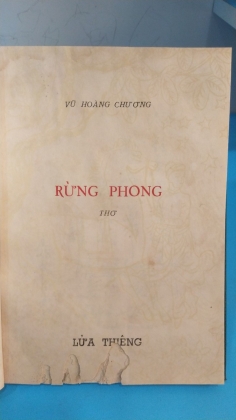 VŨ HOÀNG CHƯƠNG
RỪNG PHONG
THƠ
LỬA THIÊNG